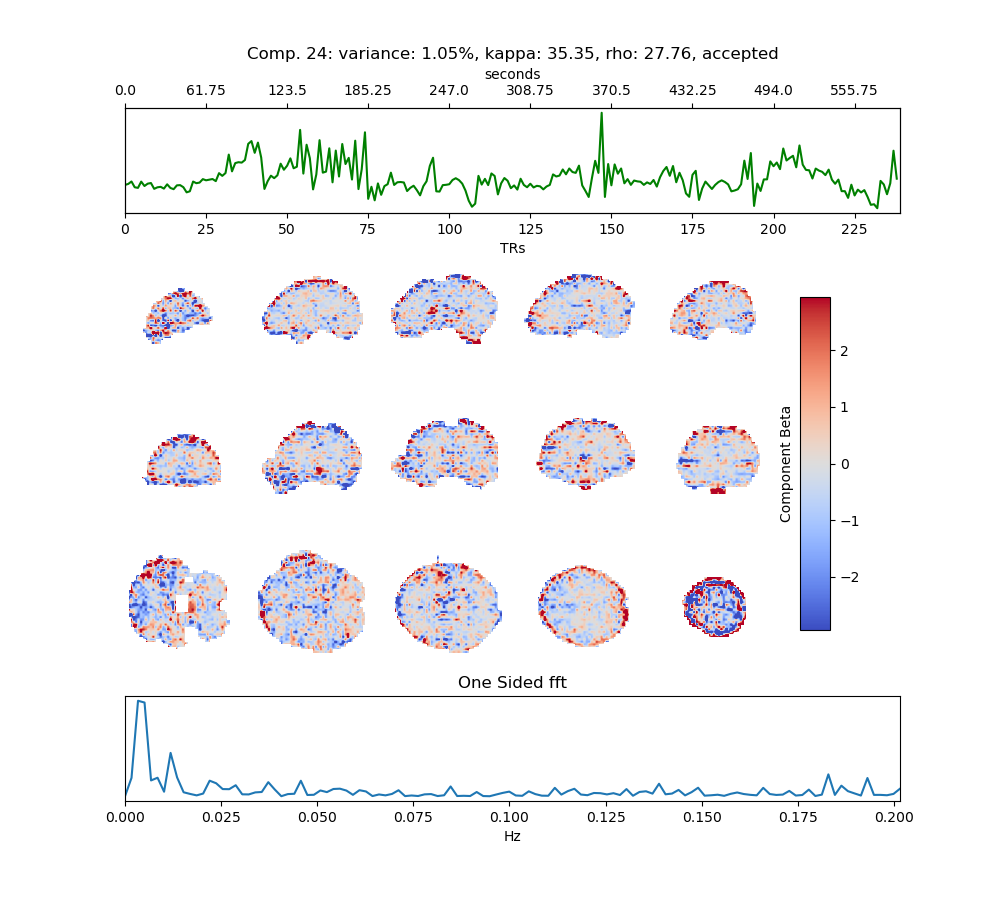 Comp. 24: variance: 1.05%, kappa: 35.35, rho: 27.76, accepted
seconds
0.0 61.75 123.5 185.25 247.0 308.75 370.5 432.25 494.0 555.75
0 25 50 75 100 125 150 175 200 225
TRs
2
1
0
−1
−2
Component Beta
One Sided fft
0.000 0.025 0.050 0.075 0.100 0.125 0.150 0.175 0.200
Hz